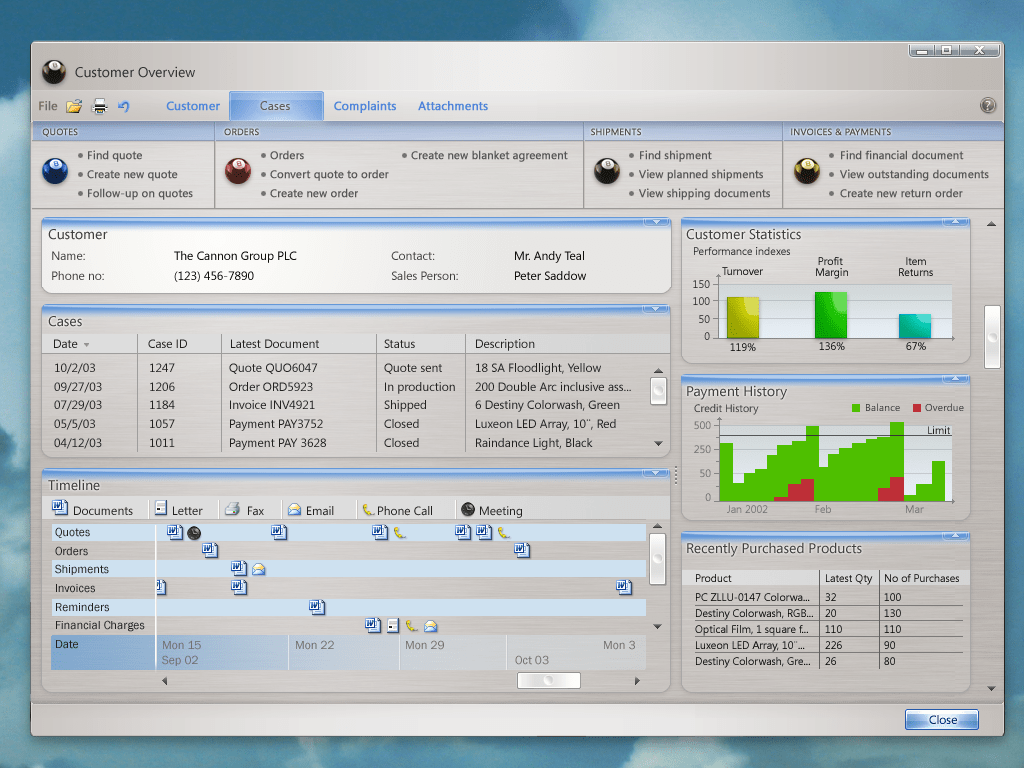 Customer Overview
File Customer Cases Complaints Attachments
QUOTES ORDERS SHIPMENTS INVOICES & PAYMENTS
Find quote
Create new quote
Follow-up on quotes
Orders
Convert quote to order
Create new order
Create new blanket agreement
Find shipment
View planned shipments
View shipping documents
Find financial document
View outstanding documents
Create new return order
Customer
Name: The Cannon Group PLC Contact: Mr. Andy Teal
Phone no: (123) 456-7890 Sales Person: Peter Saddow
Cases
Date Case ID Latest Document Status Description
10/2/03 1247 Quote QUO6047 Quote sent 18 SA Floodlight, Yellow
09/27/03 1206 Order ORD5923 In production 200 Double Arc inclusive ass...
07/29/03 1184 Invoice INV4921 Shipped 6 Destiny Colorwash, Green
05/5/03 1057 Payment PAY3752 Closed Luxeon LED Array, 10¨, Red
04/12/03 1011 Payment PAY 3628 Closed Raindance Light, Black
Timeline
Documents Letter Fax Email Phone Call Meeting
Quotes
Orders
Shipments
Invoices
Reminders
Financial Charges
Date Mon 15 Mon 22 Mon 29 Mon 3
Sep 02 Oct 03
Customer Statistics
Performance indexes
Turnover Profit Margin Item Returns
150
100
50
0
119% 136% 67%
Payment History
Credit History Balance Overdue
500 Limit
250
50
0
Jan 2002 Feb Mar
Recently Purchased Products
Product Latest Qty No of Purchases
PC ZLLU-0147 Colorwa... 32 100
Destiny Colorwash, RGB... 20 130
Optical Film, 1 square f... 110 110
Luxeon LED Array, 10¨... 226 90
Destiny Colorwash, Gre... 26 80
Close